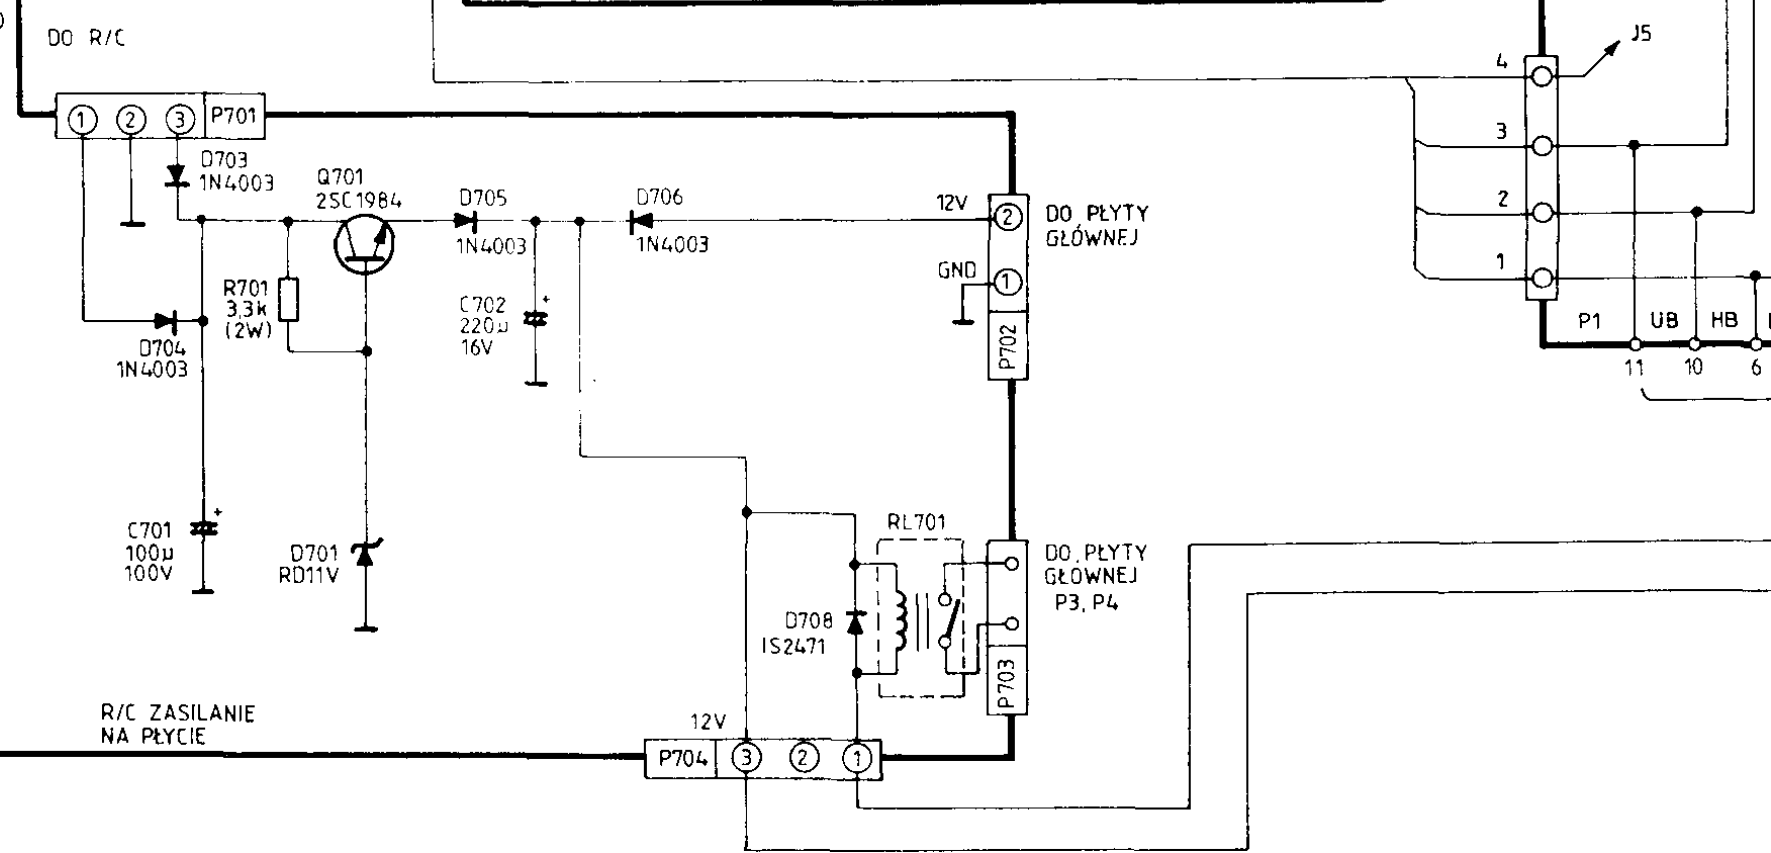 DO R/C
1 2 3 P701
D703
1N4003
Q701
2SC1984
D705
1N4003
D706
1N4003
12V
2
GND
1
P702
DO PŁYTY
GŁÓWNEJ
R701
3,3k
(2W)
D704
1N4003
C702
220µ
16V
+
C701
100µ
100V
+
D701
RD11V
RL701
D708
IS2471
DO PŁYTY
GŁOWNEJ
P3, P4
P703
R/C ZASILANIE
NA PŁYCIE
12V
P704 3 2 1
J5
4
3
2
1
P1 UB HB
11 10 6